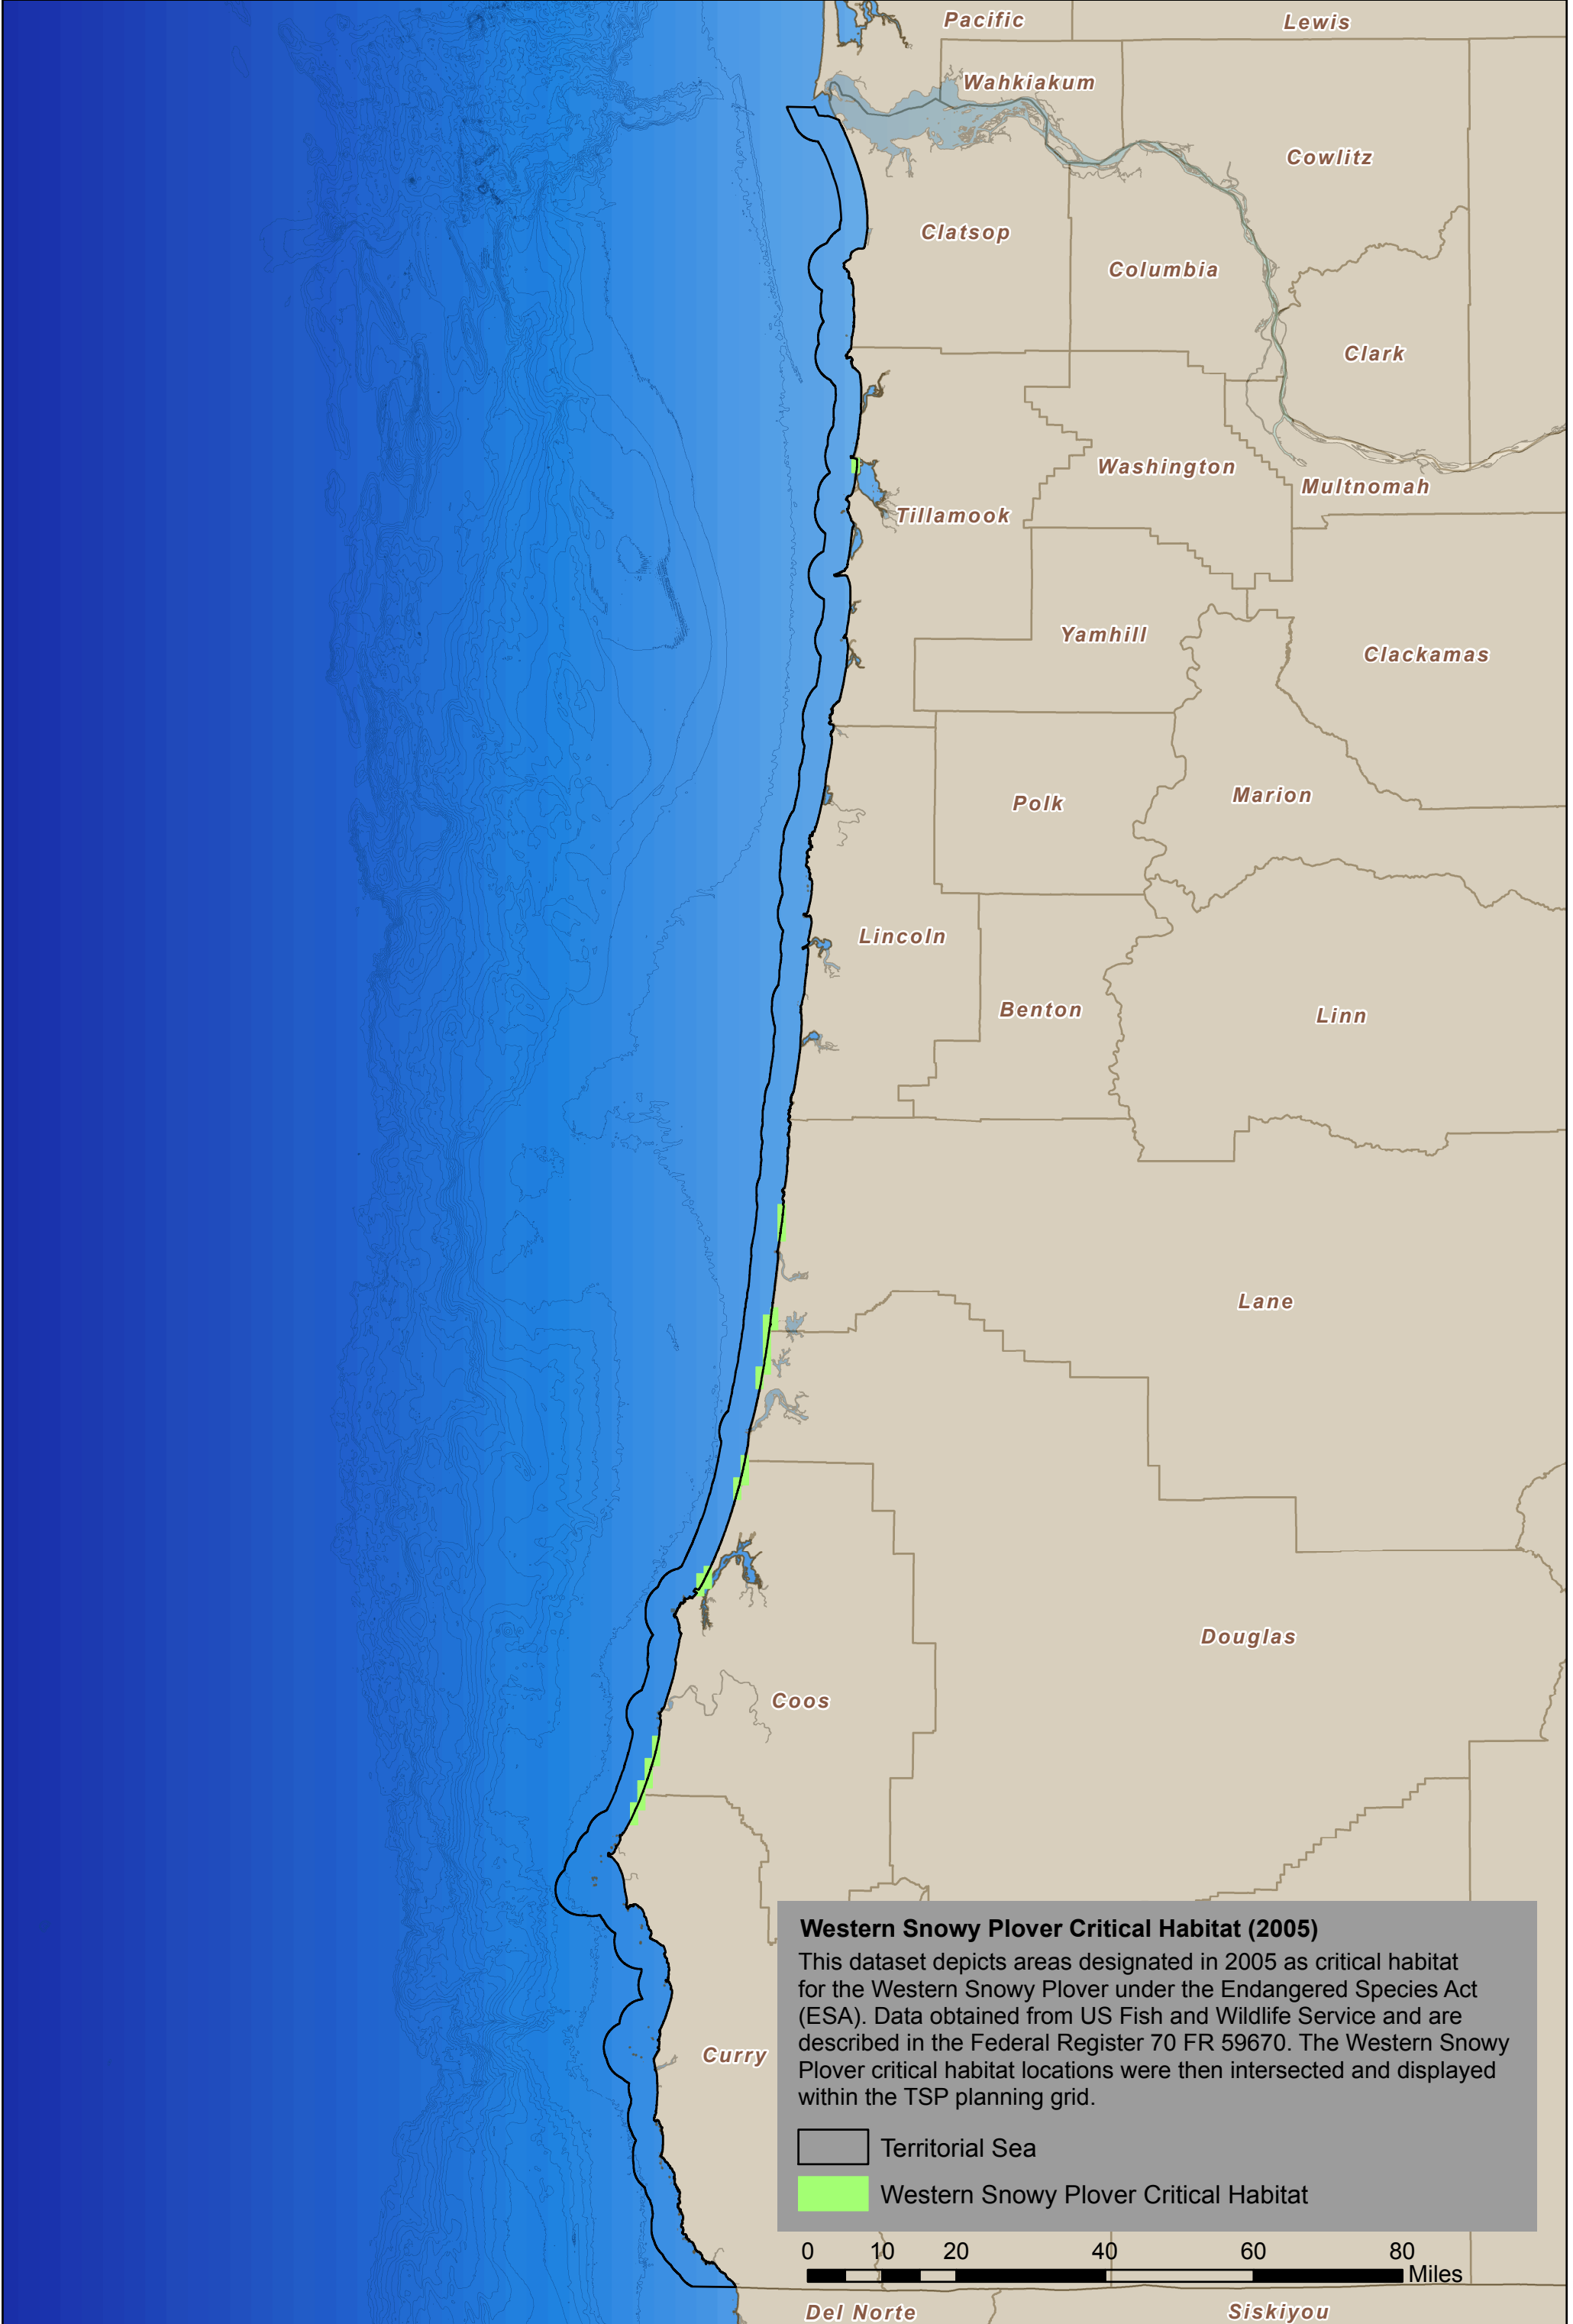 Pacific
Lewis
Wahkiakum
Cowlitz
Clatsop
Columbia
Clark
Washington
Multnomah
Tillamook
Yamhill
Clackamas
Polk
Marion
Lincoln
Benton
Linn
Lane
Douglas
Coos
Curry
Western Snowy Plover Critical Habitat (2005)
This dataset depicts areas designated in 2005 as critical habitat
for the Western Snowy Plover under the Endangered Species Act
(ESA). Data obtained from US Fish and Wildlife Service and are
described in the Federal Register 70 FR 59670. The Western Snowy
Plover critical habitat locations were then intersected and displayed
within the TSP planning grid.
Territorial Sea
Western Snowy Plover Critical Habitat
0 10 20 40 60 80
Miles
Del Norte
Siskiyou